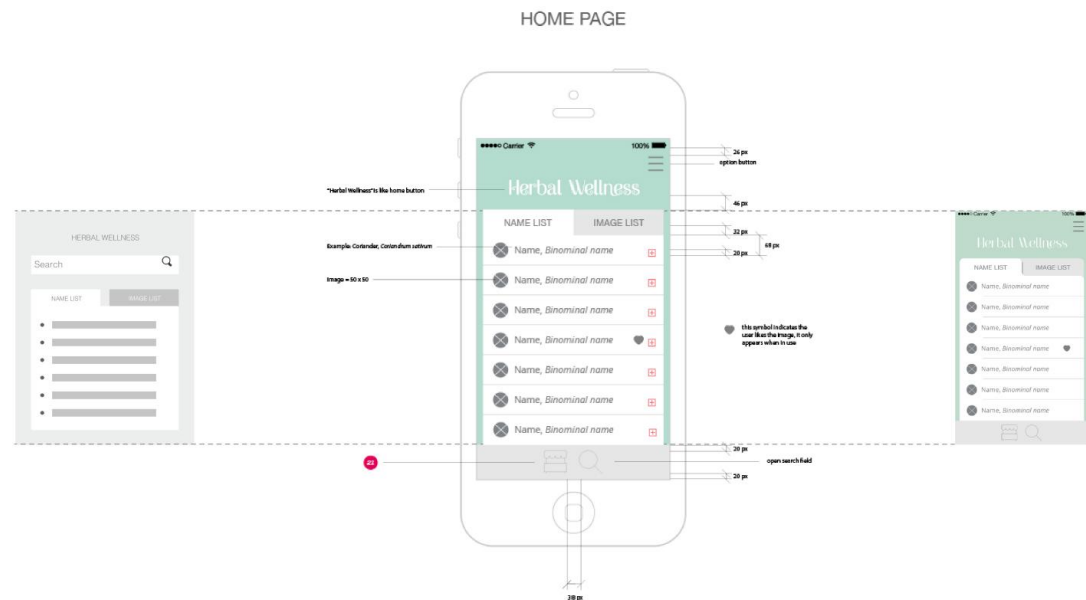 HOME PAGE
Carrier 100%
26 px
option button
Herbal Wellness
"Herbal Wellness" is like home button
46 px
NAME LIST IMAGE LIST
22 px
68 px
20 px
Example: Coriander, Coriandrum sativum
Name, Binominal name
Image = 50 x 50
Name, Binominal name
Name, Binominal name
Name, Binominal name
this symbol indicates the
user likes the image, it only
appears when in use
Name, Binominal name
Name, Binominal name
Name, Binominal name
20 px
open search field
20 px
HERBAL WELLNESS
Search
NAME LIST IMAGE LIST
Carrier 100%
Herbal Wellness
NAME LIST IMAGE LIST
Name, Binominal name
Name, Binominal name
Name, Binominal name
Name, Binominal name
Name, Binominal name
Name, Binominal name
Name, Binominal name